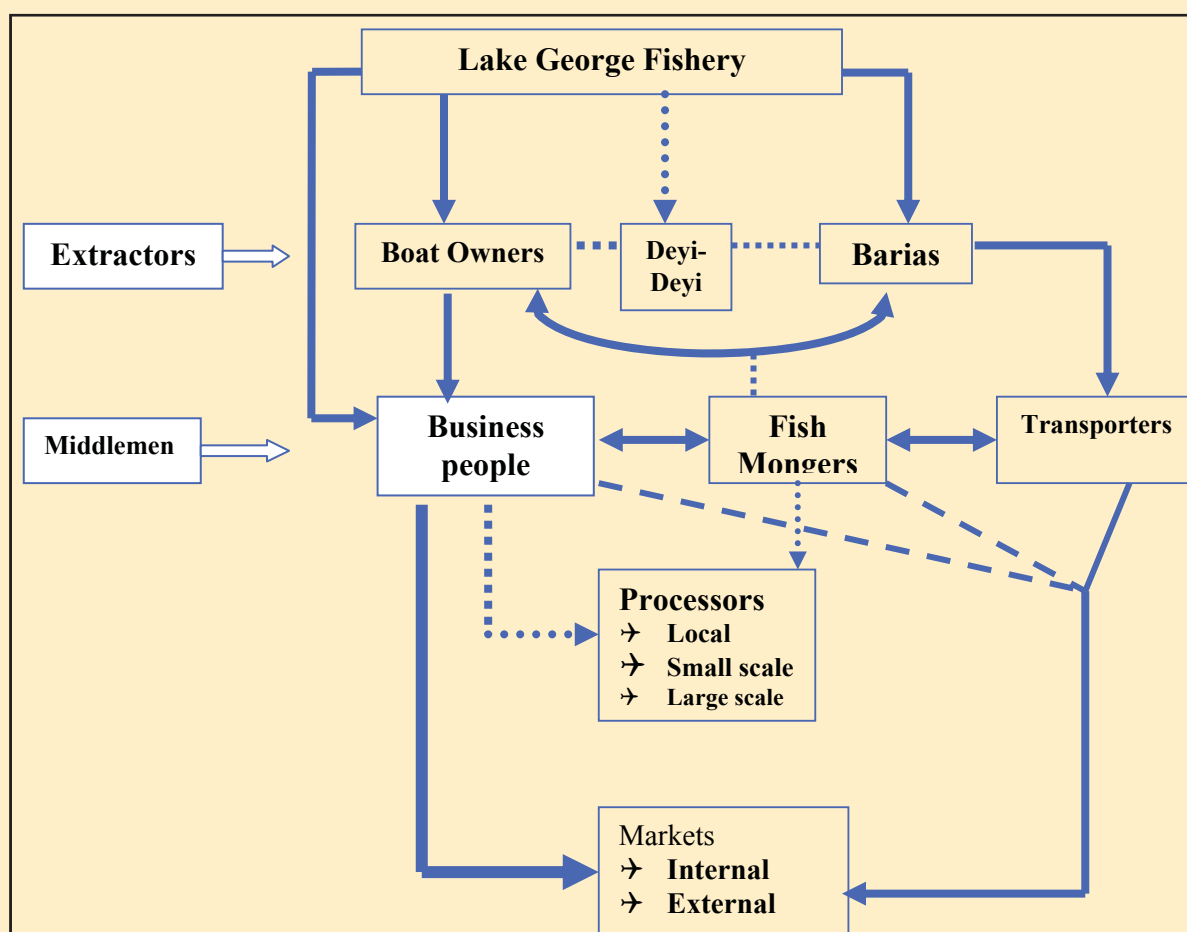 Lake George Fishery
Extractors
Boat Owners
Deyi-
Deyi
Barias
Middlemen
Business
people
Fish
Mongers
Transporters
Processors
Local
Small scale
Large scale
Markets
Internal
External